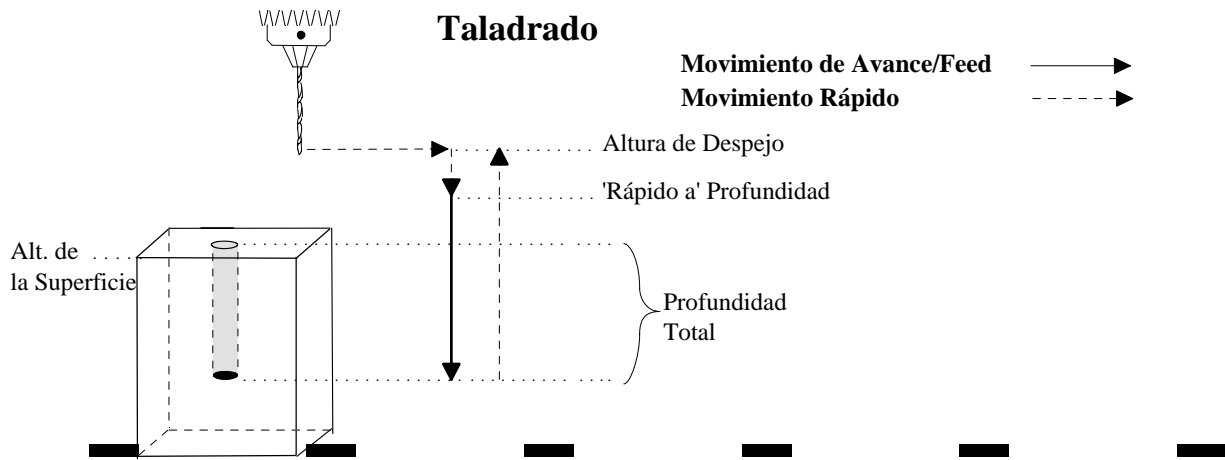 Taladrado
Movimiento de Avance/Feed
Movimiento Rápido
Altura de Despejo
'Rápido a' Profundidad
Alt. de
la Superficie
Profundidad
Total